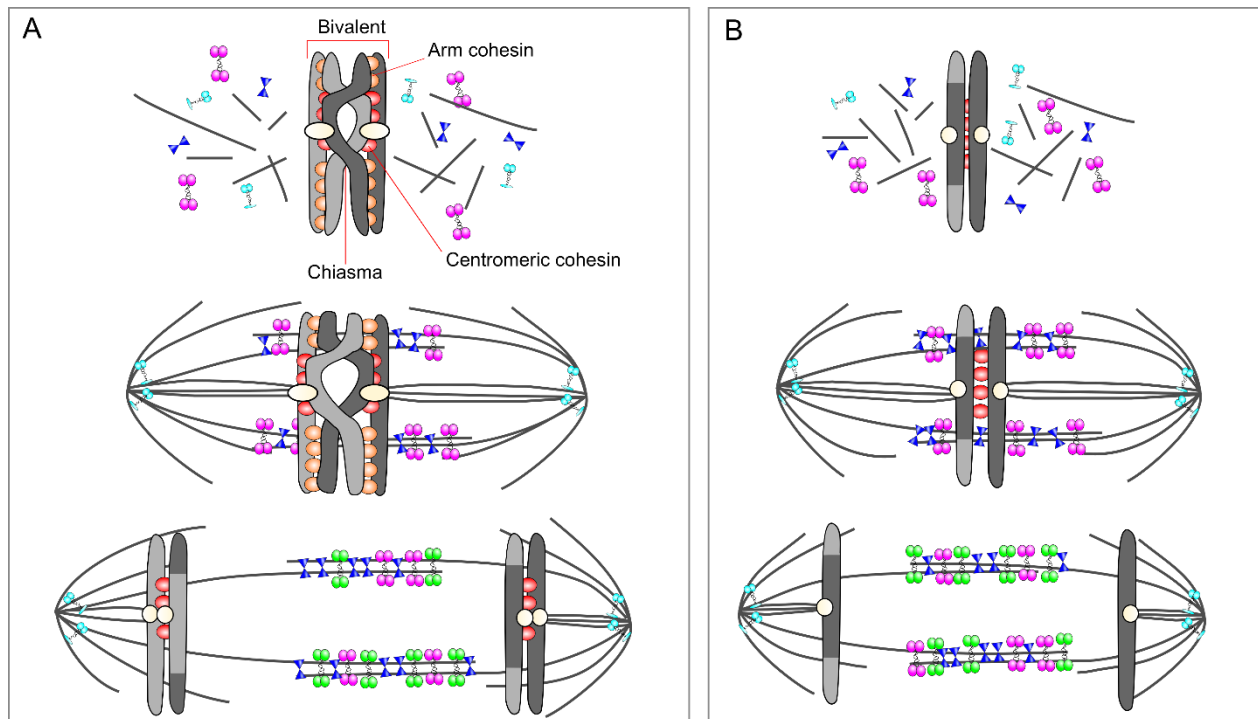 A
Bivalent
Arm cohesin
Chiasma
Centromeric cohesin
B